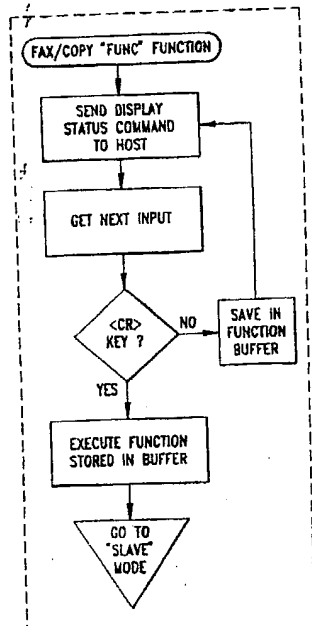 FAX/COPY "FUNC" FUNCTION
SEND DISPLAY
STATUS COMMAND
TO HOST
GET NEXT INPUT
<CR>
KEY ?
NO
SAVE IN
FUNCTION
BUFFER
YES
EXECUTE FUNCTION
STORED IN BUFFER
GO TO
"SLAVE"
MODE